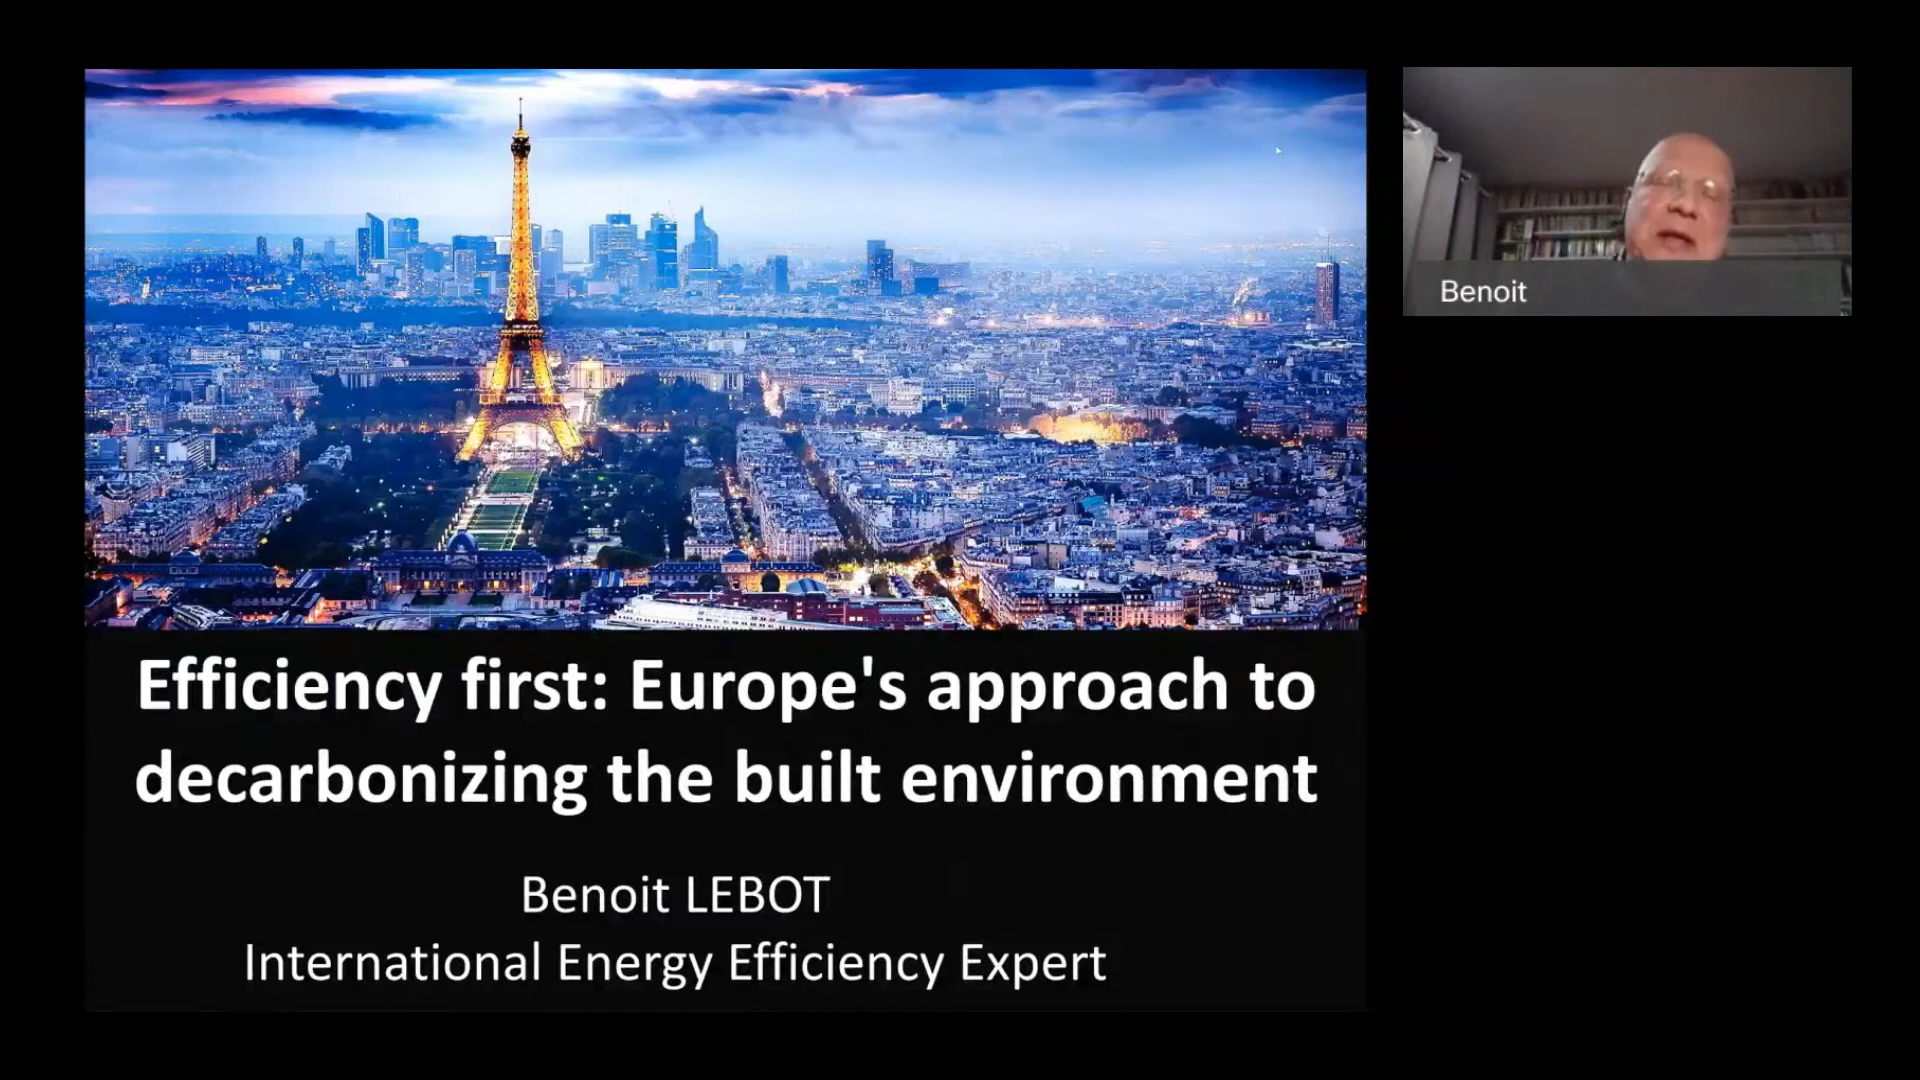 Efficiency first: Europe's approach to
decarbonizing the built environment
Benoit LEBOT
International Energy Efficiency Expert
Benoit